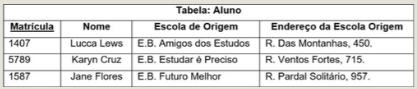 Tabela: Aluno
Matrícula Nome Escola de Origem Endereço da Escola Origem
1407 Lucca Lews E.B. Amigos dos Estudos R. Das Montanhas, 450.
5789 Karyn Cruz E.B. Estudar é Preciso R. Ventos Fortes, 715.
1587 Jane Flores E.B. Futuro Melhor R. Pardal Solitário, 957.